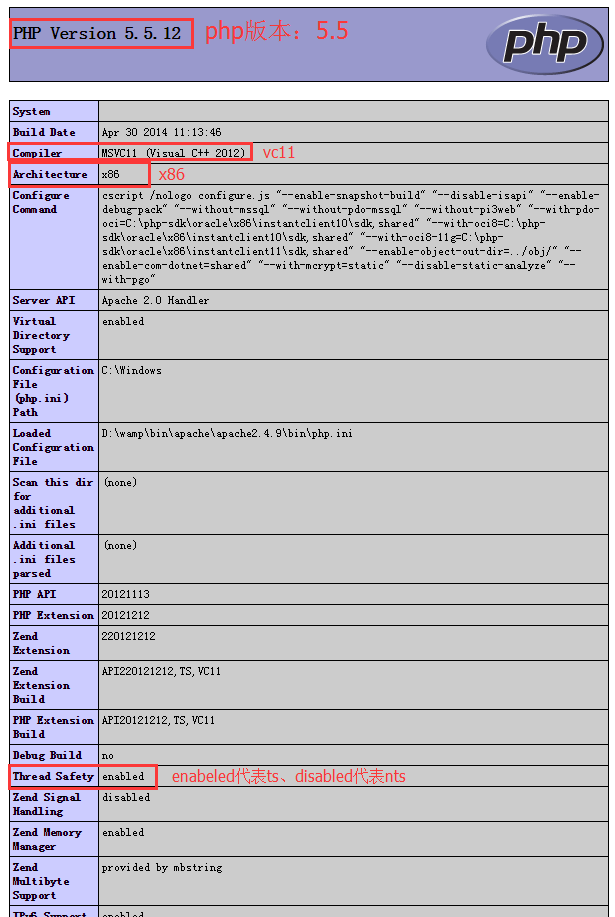 PHP Version 5.5.12 php版本：5.5
php
System
Build Date Apr 30 2014 11:13:46
Compiler MSVC11 (Visual C++ 2012) vc11
Architecture x86 x86
Configure Command
cscript /nologo configure.js "--enable-snapshot-build" "--disable-isapi" "--enable-
debug-pack" "--without-mssql" "--without-pdo-mssql" "--without-pi3web" "--with-pdo-
oci=C:\php-sdk\oracle\x86\instantclient10\sdk,shared" "--with-oci8=C:\php-
sdk\oracle\x86\instantclient10\sdk,shared" "--with-oci8-11g=C:\php-
sdk\oracle\x86\instantclient11\sdk,shared" "--enable-object-out-dir=../obj/" "--
enable-com-dotnet=shared" "--with-mcrypt=static" "--disable-static-analyze" "--
with-pgo"
Server API Apache 2.0 Handler
Virtual enabled
Directory
Support
Configuration C:\Windows
File
(php.ini)
Path
Loaded D:\wamp\bin\apache\apache2.4.9\bin\php.ini
Configuration
File
Scan this dir (none)
for
additional
.ini files
Additional (none)
.ini files
parsed
PHP API 20121113
PHP Extension 20121212
Zend 220121212
Extension
Zend API220121212,TS,VC11
Extension
Build
PHP Extension API20121212,TS,VC11
Build
Debug Build no
Thread Safety enabled enabeled代表ts、disabled代表nts
Zend Signal disabled
Handling
Zend Memory enabled
Manager
Zend provided by mbstring
Multibyte
Support
IPv6 Support enabled